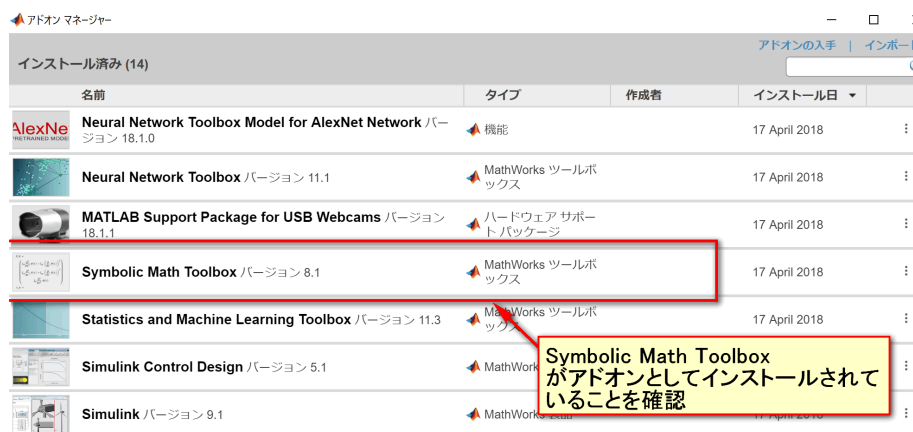 アドオン マネージャー
アドオンの入手 | インポート
インストール済み (14)
名前 タイプ 作成者 インストール日
AlexNe
PRETRAINED MODEL
Neural Network Toolbox Model for AlexNet Network バー
ジョン 18.1.0
機能
17 April 2018
Neural Network Toolbox バージョン 11.1
MathWorks ツールボ
ックス
17 April 2018
MATLAB Support Package for USB Webcams バージョン
18.1.1
ハードウェア サポー
ト パッケージ
17 April 2018
Symbolic Math Toolbox バージョン 8.1
MathWorks ツールボ
ックス
17 April 2018
Statistics and Machine Learning Toolbox バージョン 11.3
MathWorks ツールボ
ックス
17 April 2018
Simulink Control Design バージョン 5.1
MathWork
Simulink バージョン 9.1
MathWorks
17 April 2018
Symbolic Math Toolbox
がアドオンとしてインストールされて
いることを確認